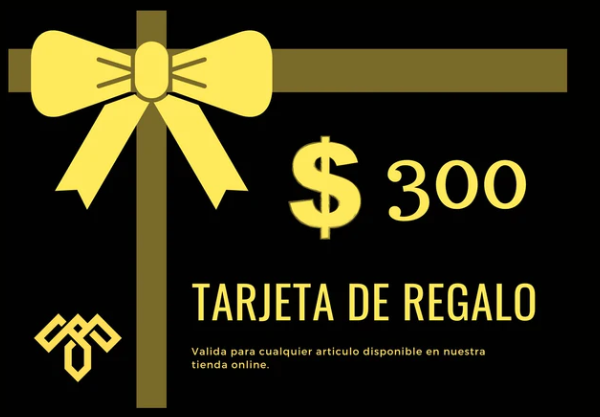 $ 300
TARJETA DE REGALO
Valida para cualquier articulo disponible en nuestra
tienda online.